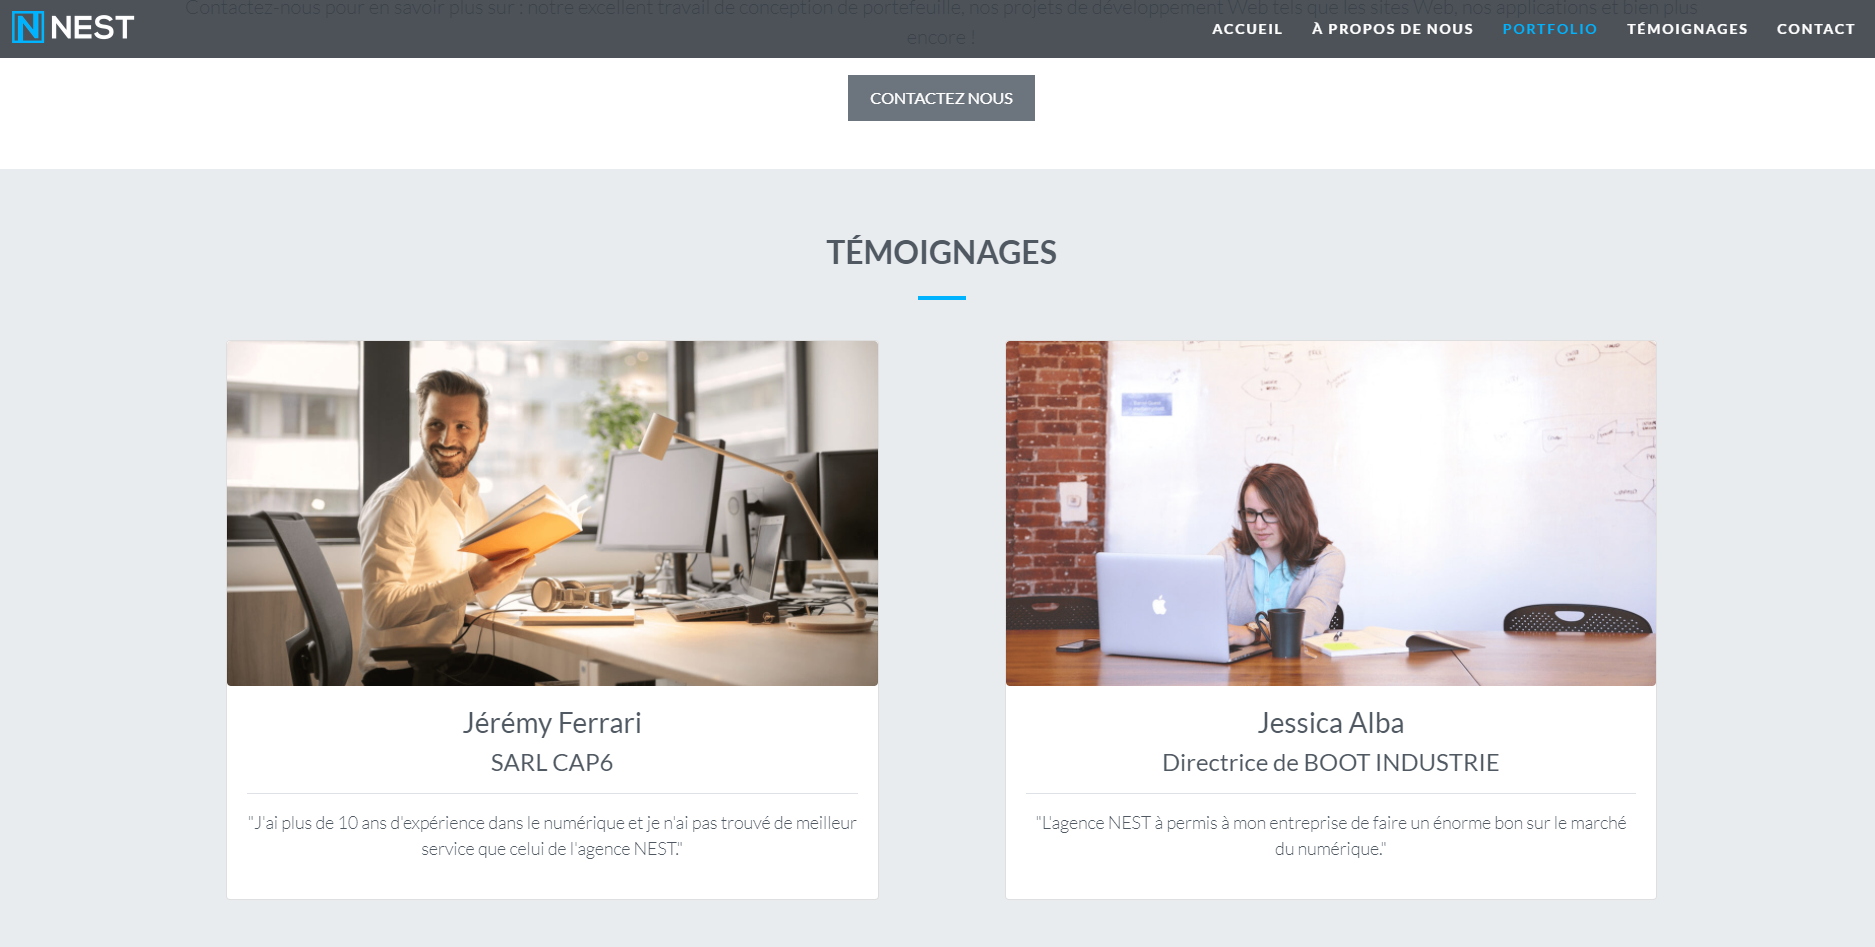 Contactez-nous pour en savoir plus sur : notre excellent travail de conception de portefeuille, nos projets de développement Web tels que les sites Web, nos applications et bien plus
encore !
NEST
ACCUEIL À PROPOS DE NOUS PORTFOLIO TÉMOIGNAGES CONTACT
CONTACTEZ NOUS
TÉMOIGNAGES
Jérémy Ferrari
SARL CAP6
"J'ai plus de 10 ans d'expérience dans le numérique et je n'ai pas trouvé de meilleur
service que celui de l'agence NEST."
Jessica Alba
Directrice de BOOT INDUSTRIE
"L'agence NEST à permis à mon entreprise de faire un énorme bon sur le marché
du numérique."